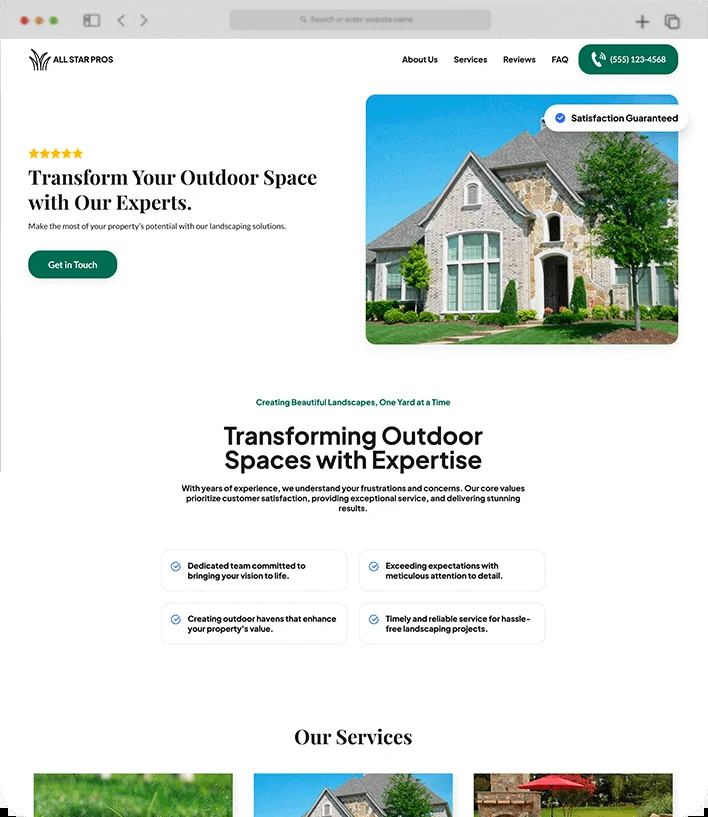 Search or enter website name
ALL STAR PROS
About Us
Services
Reviews
FAQ
(555) 123-4568
Satisfaction Guaranteed
Transform Your Outdoor Space
with Our Experts.
Make the most of your property's potential with our landscaping solutions.
Get in Touch
Creating Beautiful Landscapes, One Yard at a Time
Transforming Outdoor
Spaces with Expertise
With years of experience, we understand your frustrations and concerns. Our core values
prioritize customer satisfaction, providing exceptional service, and delivering stunning
results.
Dedicated team committed to
bringing your vision to life.
Exceeding expectations with
meticulous attention to detail.
Creating outdoor havens that enhance
your property's value.
Timely and reliable service for hassle-
free landscaping projects.
Our Services